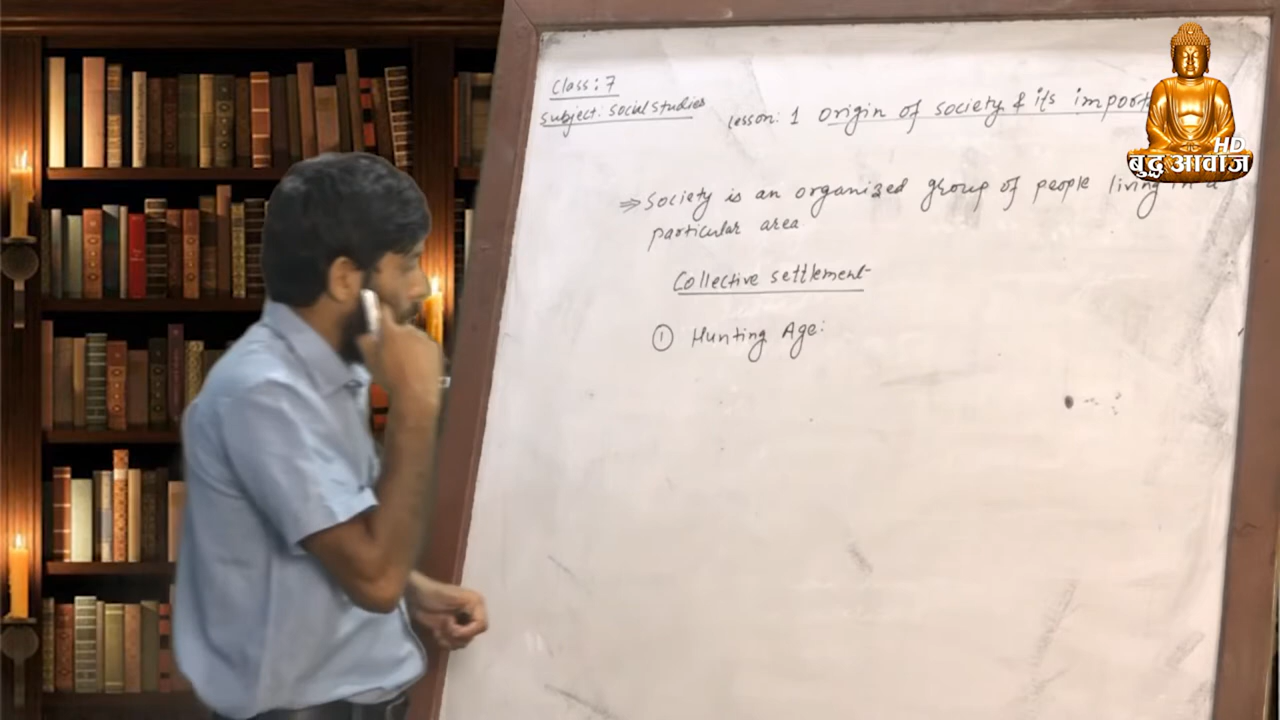 Class: 7
Subject: Social studies
Lesson: 1 Origin of society & its
HD
बुद्ध आवाज
⇒ Society is an organized group of people living in a
particular area.
Collective settlement
① Hunting Age: